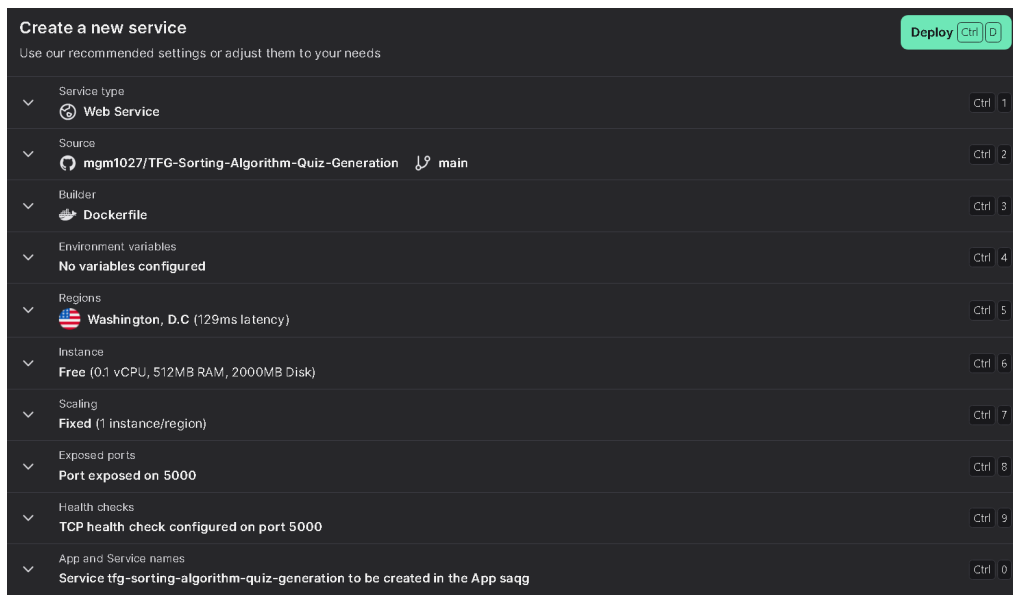 Create a new service
Use our recommended settings or adjust them to your needs
Deploy Ctrl D
Service type
Web Service
Ctrl 1
Source
mgm1027/TFG-Sorting-Algorithm-Quiz-Generation main
Ctrl 2
Builder
Dockerfile
Ctrl 3
Environment variables
No variables configured
Ctrl 4
Regions
Washington, D.C (129ms latency)
Ctrl 5
Instance
Free (0.1 vCPU, 512MB RAM, 2000MB Disk)
Ctrl 6
Scaling
Fixed (1 instance/region)
Ctrl 7
Exposed ports
Port exposed on 5000
Ctrl 8
Health checks
TCP health check configured on port 5000
Ctrl 9
App and Service names
Service tfg-sorting-algorithm-quiz-generation to be created in the App saqg
Ctrl 0